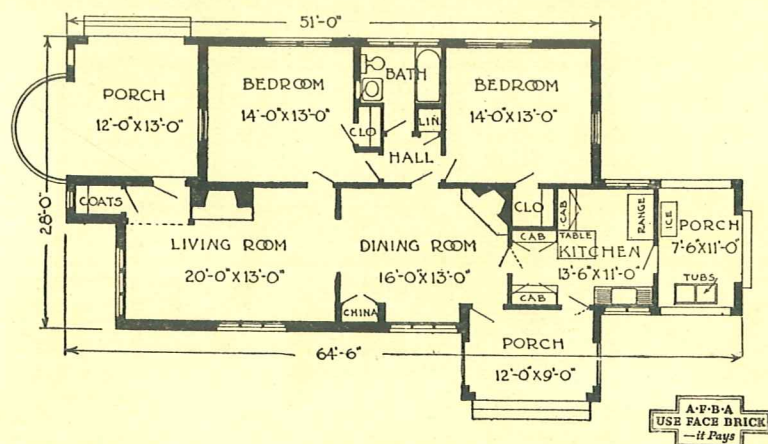 51'-0"
PORCH
12'-0"X13'-0"
BEDROOM
14'-0"X13'-0"
BATH
BEDROOM
14'-0"X13'-0"
CLO
LIN.
HALL
28'-0"
COATS
LIVING ROOM
20'-0"X13'-0"
DINING ROOM
16'-0"X13'-0"
CHINA
CLO
CAB
CAB
TABLE
RANGE
KITCHEN
13'-6"X11'-0"
CAB
ICE
PORCH
7'-6"X11'-0"
TUBS
PORCH
12'-0"X9'-0"
64'-6"
A·F·B·A
USE FACE BRICK
—it Pays